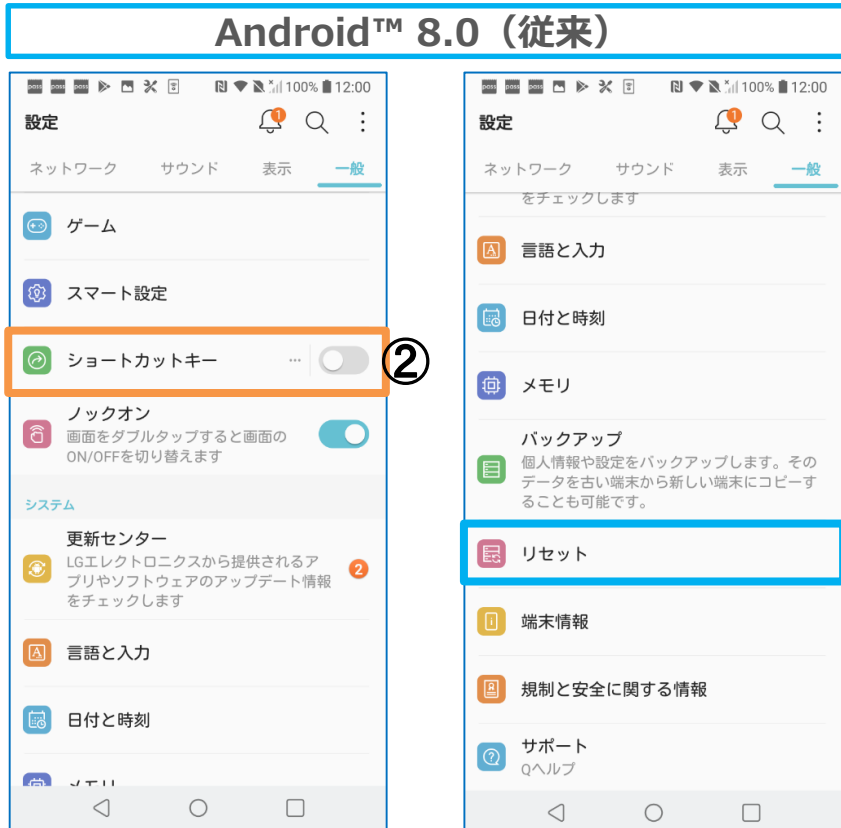 Android™ 8.0（従来）
100% 12:00
設定
1
ネットワーク サウンド 表示 一般
ゲーム
スマート設定
ショートカットキー ...
②
ノックオン
画面をダブルタップすると画面の
ON/OFFを切り替えます
システム
更新センター
LGエレクトロニクスから提供されるア
プリやソフトウェアのアップデート情報
をチェックします
2
言語と入力
日付と時刻
メモリ
100% 12:00
設定
1
ネットワーク サウンド 表示 一般
をチェックします
言語と入力
日付と時刻
メモリ
バックアップ
個人情報や設定をバックアップします。その
データを古い端末から新しい端末にコピーす
ることも可能です。
リセット
端末情報
規制と安全に関する情報
サポート
Qヘルプ